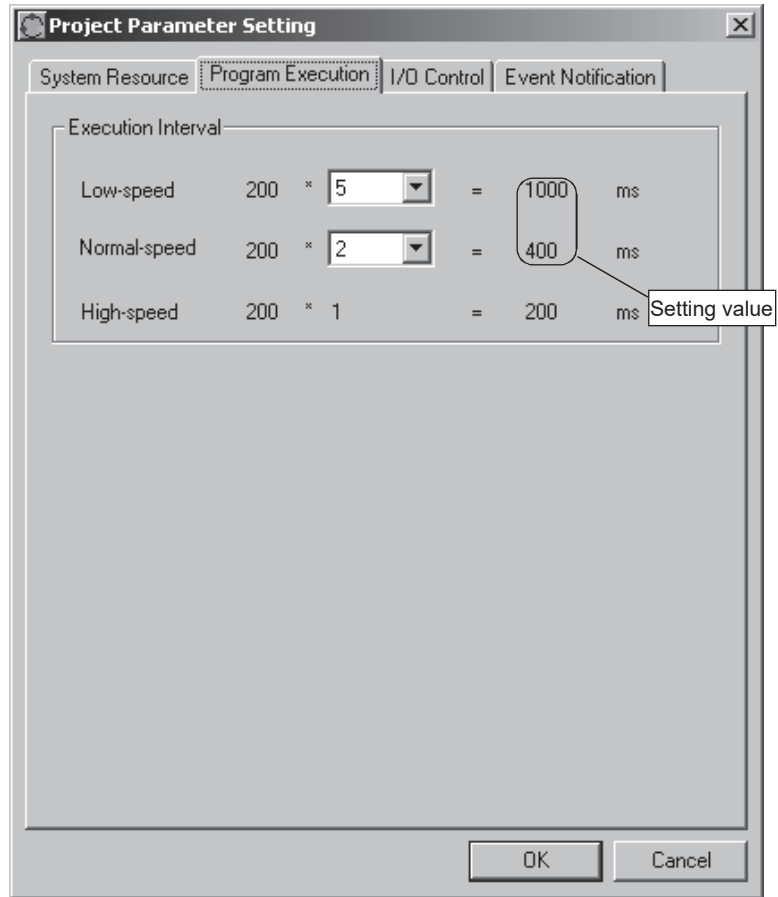 Project Parameter Setting
System Resource Program Execution I/O Control Event Notification
Execution Interval
Low-speed 200 * 5 = 1000 ms
Normal-speed 200 * 2 = 400 ms
High-speed 200 * 1 = 200 ms
Setting value
OK Cancel